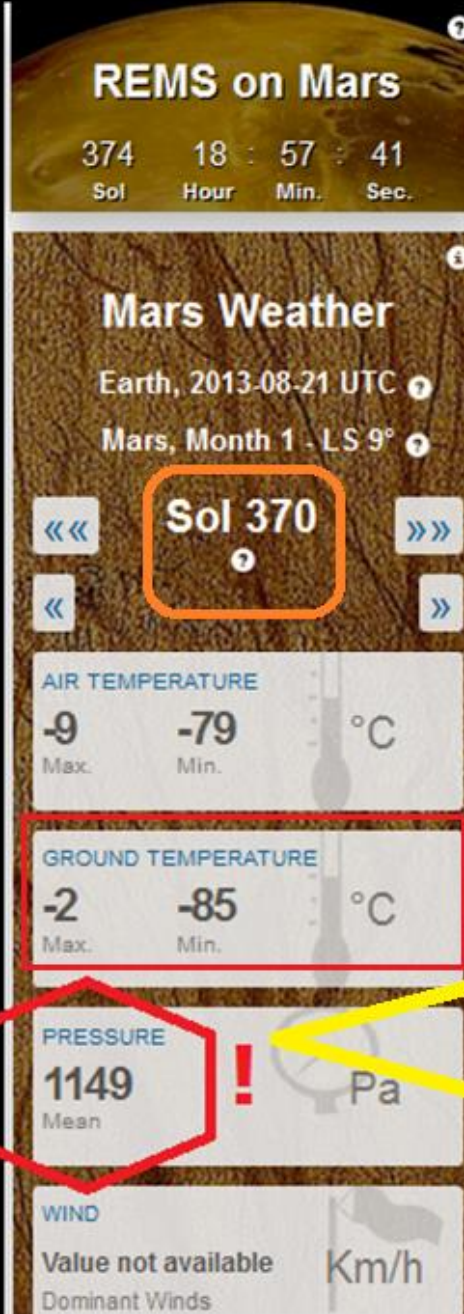 ?
REMS on Mars
374 18 : 57 : 41
Sol Hour Min. Sec.
i
Mars Weather
Earth, 2013-08-21 UTC ?
Mars, Month 1 - LS 9° ?
«« Sol 370 »»
?
« »
AIR TEMPERATURE
-9 -79 °C
Max. Min.
GROUND TEMPERATURE
-2 -85 °C
Max. Min.
PRESSURE
1149 ! Pa
Mean
WIND
Value not available Km/h
Dominant Winds